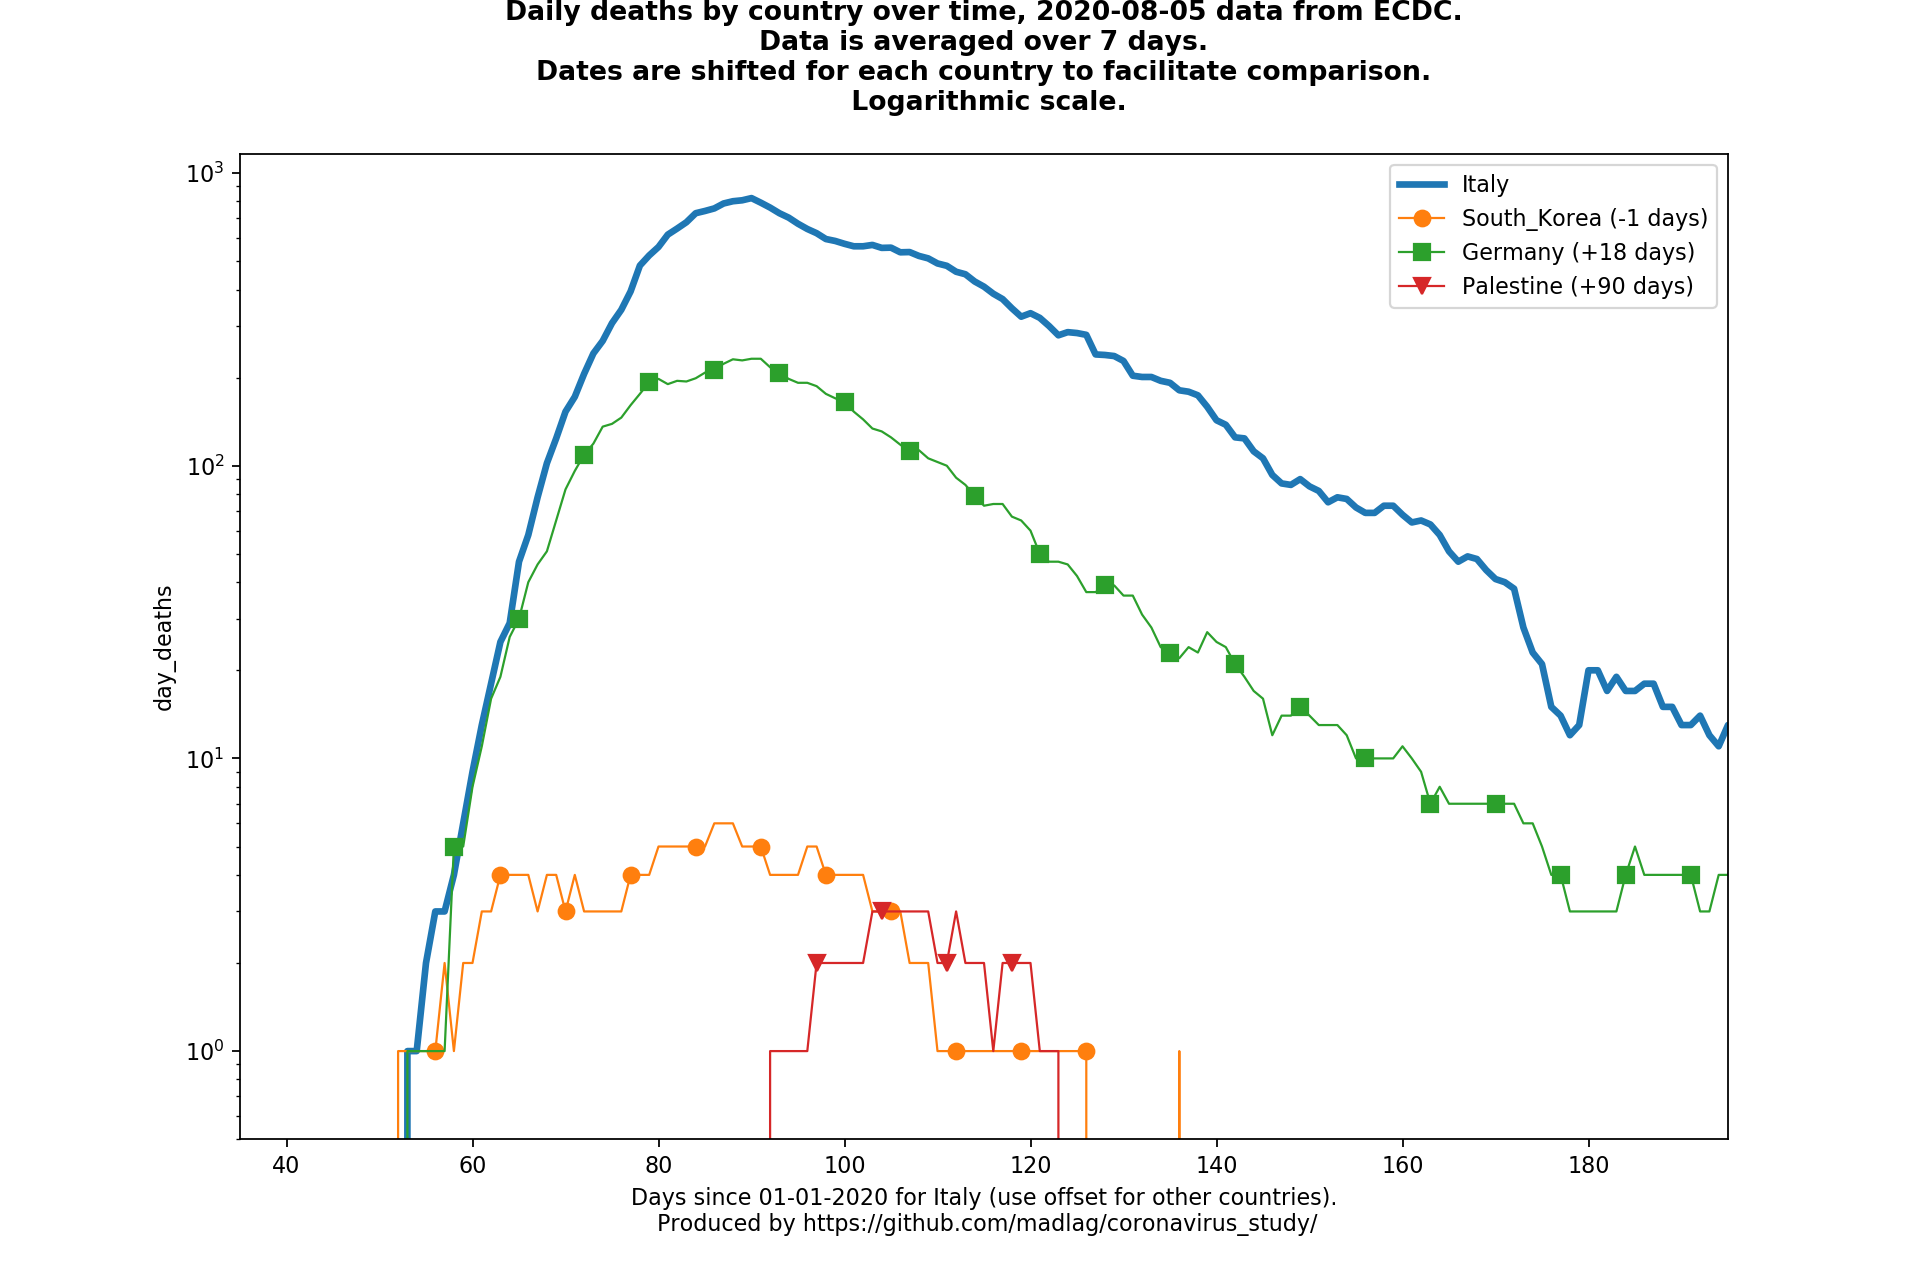 Daily deaths by country over time, 2020-08-05 data from ECDC.
Data is averaged over 7 days.
Dates are shifted for each country to facilitate comparison.
Logarithmic scale.
10³
10²
10¹
10⁰
day_deaths
Italy
South_Korea (-1 days)
Germany (+18 days)
Palestine (+90 days)
40 60 80 100 120 140 160 180
Days since 01-01-2020 for Italy (use offset for other countries).
Produced by https://github.com/madlag/coronavirus_study/